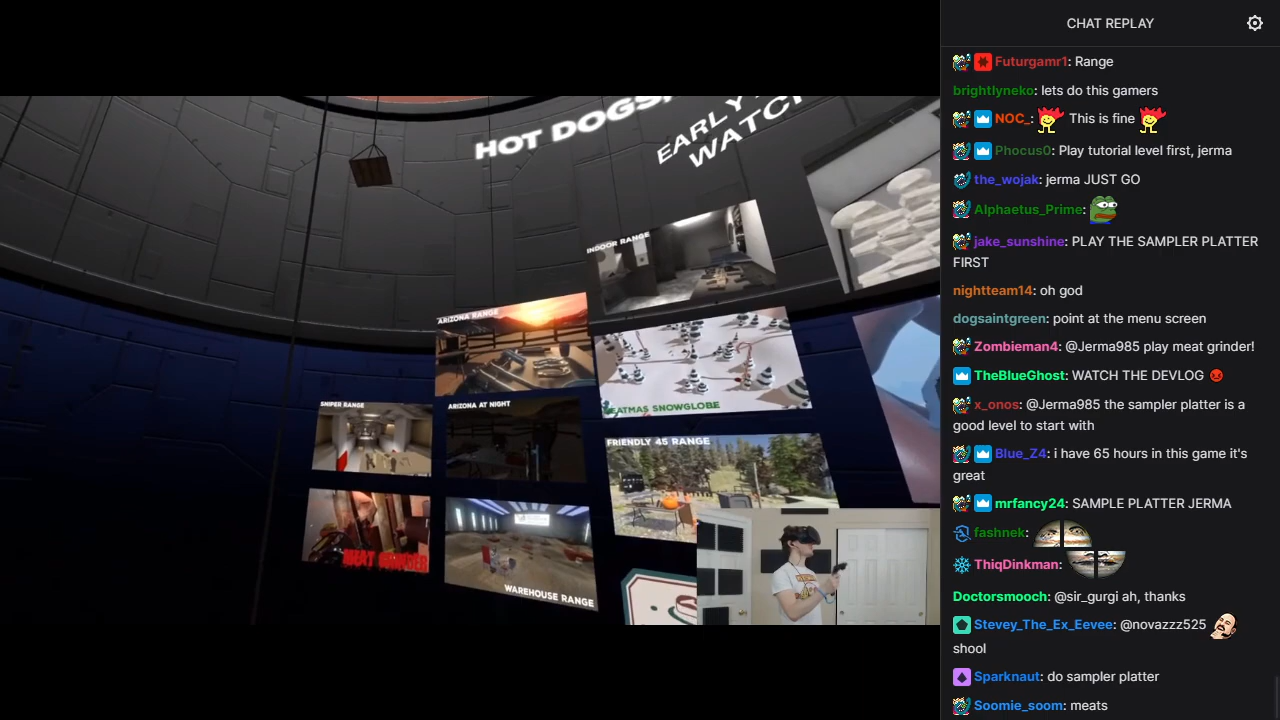 CHAT REPLAY
HOT DOGS,
EARLY
WATCH
INDOOR RANGE
ARIZONA RANGE
MEATMAS SNOWGLOBE
SNIPER RANGE
ARIZONA AT NIGHT
FRIENDLY 45 RANGE
MEAT GRINDER
WAREHOUSE RANGE
Futurgamr1: Range
brightlyneko: lets do this gamers
NOC_: This is fine
Phocus0: Play tutorial level first, jerma
the_wojak: jerma JUST GO
Alphaetus_Prime:
jake_sunshine: PLAY THE SAMPLER PLATTER
FIRST
nightteam14: oh god
dogsaintgreen: point at the menu screen
Zombieman4: @Jerma985 play meat grinder!
TheBlueGhost: WATCH THE DEVLOG
x_onos: @Jerma985 the sampler platter is a
good level to start with
Blue_Z4: i have 65 hours in this game it's
great
mrfancy24: SAMPLE PLATTER JERMA
fashnek:
ThiqDinkman:
Doctorsmooch: @sir_gurgi ah, thanks
Stevey_The_Ex_Eevee: @novazzz525
shool
Sparknaut: do sampler platter
Soomie_soom: meats